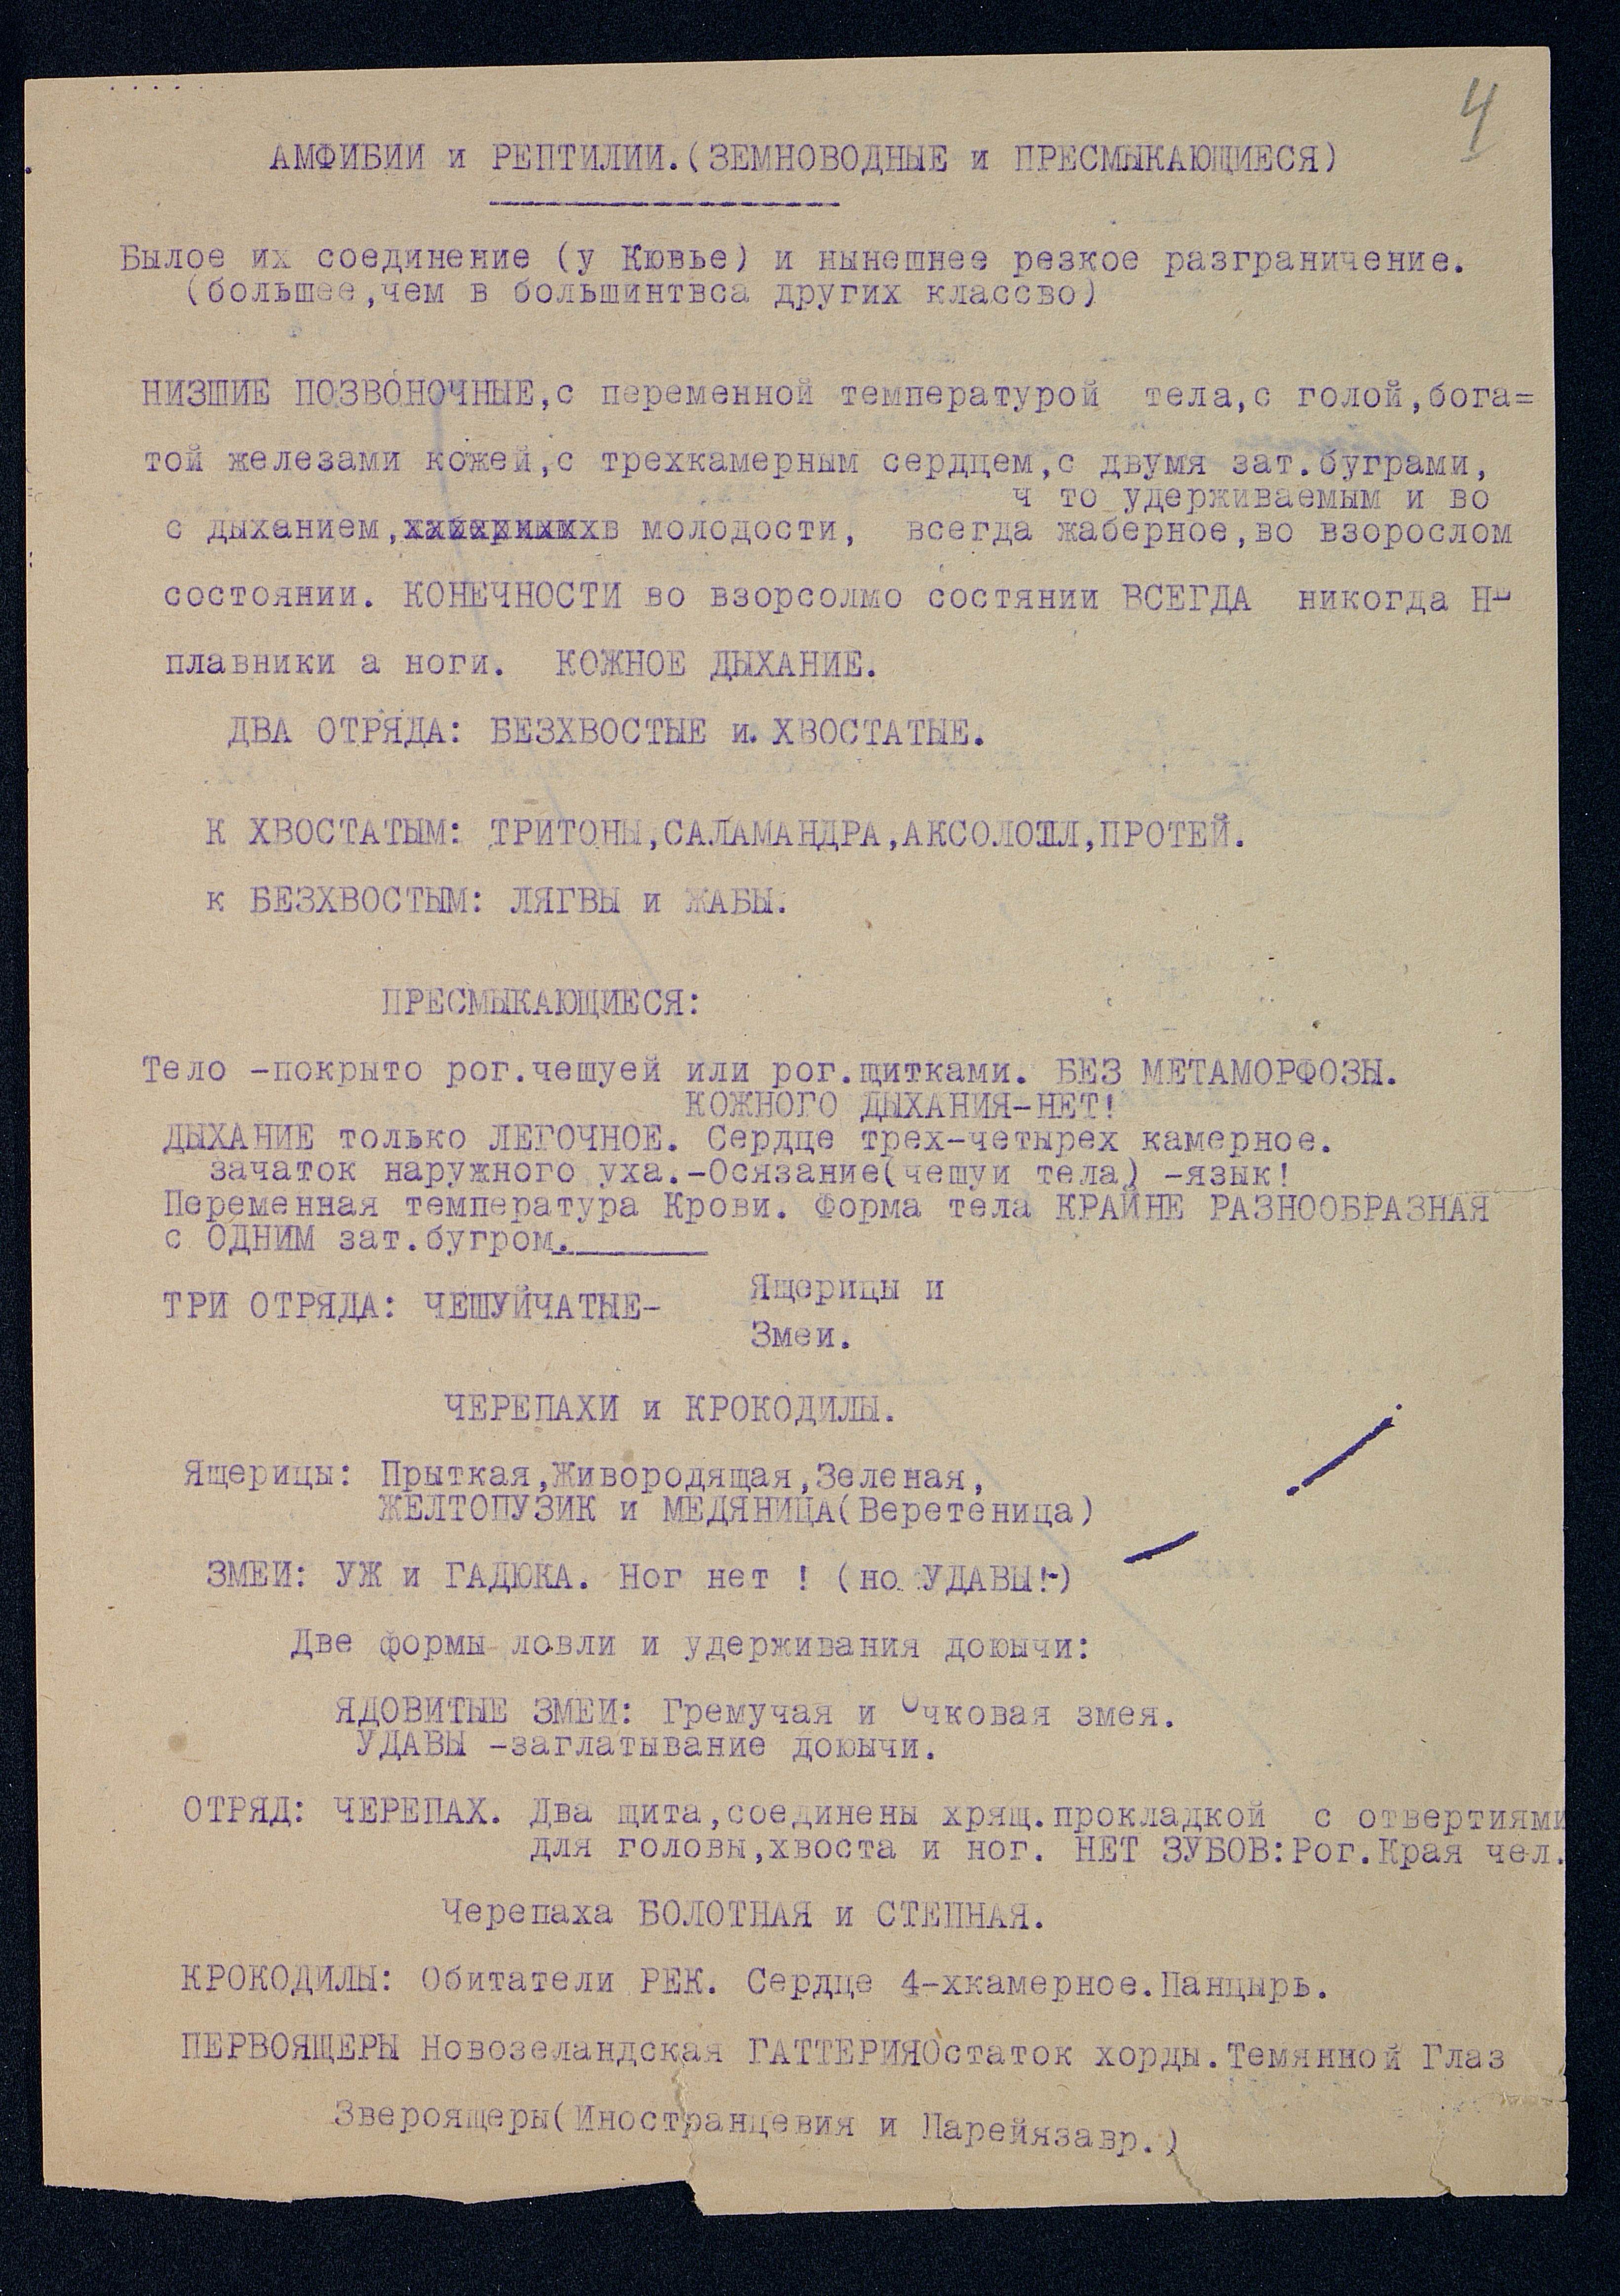 4
АМФИБИИ и РЕПТИЛИИ.(ЗЕМНОВОДНЫЕ и ПРЕСМЫКАЮЩИЕСЯ)
Былое их соединение (у Кювье) и нынешнее резкое разграничение.
(большее,чем в большинтвса других классво)
НИЗШИЕ ПОЗВОНОЧНЫЕ,с переменной температурой тела,с голой,бога=
той железами кожей,с трехкамерным сердцем,с двумя зат.буграми,
ч то удерживаемым и во
с дыханием, в молодости, всегда жаберное,во взорослом
состоянии. КОНЕЧНОСТИ во взорсолмо состянии ВСЕГДА никогда
плавники а ноги. КОЖНОЕ ДЫХАНИЕ.
ДВА ОТРЯДА: БЕЗХВОСТЫЕ и. ХВОСТАТЫЕ.
К ХВОСТАТЫМ: ТРИТОНЫ,САЛАМАНДРА,АКСОЛОТЛ,ПРОТЕЙ.
к БЕЗХВОСТЫМ: ЛЯГВЫ и ЖАБЫ.
ПРЕСМЫКАЮЩИЕСЯ:
Тело -покрыто рог.чешуей или рог.щитками. БЕЗ МЕТАМОРФОЗЫ.
КОЖНОГО ДЫХАНИЯ-НЕТ!
ДЫХАНИЕ только ЛЕГОЧНОЕ. Сердце трех-четырех камерное.
зачаток наружного уха.-Осязание(чешуи тела) -язык!
Переменная температура Крови. Форма тела КРАЙНЕ РАЗНООБРАЗНАЯ
с ОДНИМ зат.бугром.
Ящерицы и
ТРИ ОТРЯДА: ЧЕШУЙЧАТЫЕ-
Змеи.
ЧЕРЕПАХИ и КРОКОДИЛЫ.
Ящерицы: Прыткая,Живородящая,Зеленая,
ЖЕЛТОПУЗИК и МЕДЯНИЦА(Веретеница)
ЗМЕИ: УЖ и ГАДЮКА. Ног нет ! (но УДАВЫ!-)
Две формы ловли и удерживания доюычи:
ЯДОВИТЫЕ ЗМЕИ: Гремучая и Очковая змея.
УДАВЫ -заглатывание доюычи.
ОТРЯД: ЧЕРЕПАХ. Два щита,соединены хрящ.прокладкой с отвертиями
для головы,хвоста и ног. НЕТ ЗУБОВ:Рог.Края чел.
Черепаха БОЛОТНАЯ и СТЕПНАЯ.
КРОКОДИЛЫ: Обитатели РЕК. Сердце 4-хкамерное.Панцырь.
ПЕРВОЯЩЕРЫ Новозеландская ГАТТЕРИЯОстаток хорды.Темянной Глаз
Звероящеры(Иностранцевия и Парейязавр.)